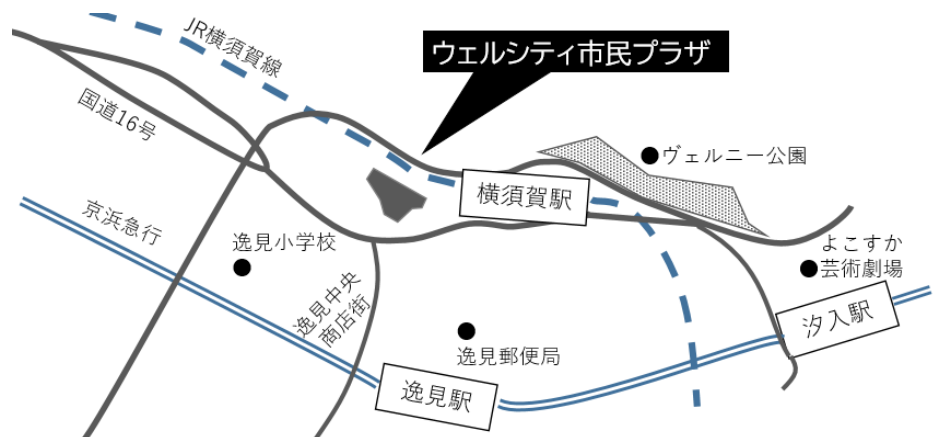 JR横須賀線
ウェルシティ市民プラザ
国道16号
ヴェルニー公園
横須賀駅
京浜急行
逸見小学校
よこすか
芸術劇場
逸見中央
商店街
汐入駅
逸見郵便局
逸見駅